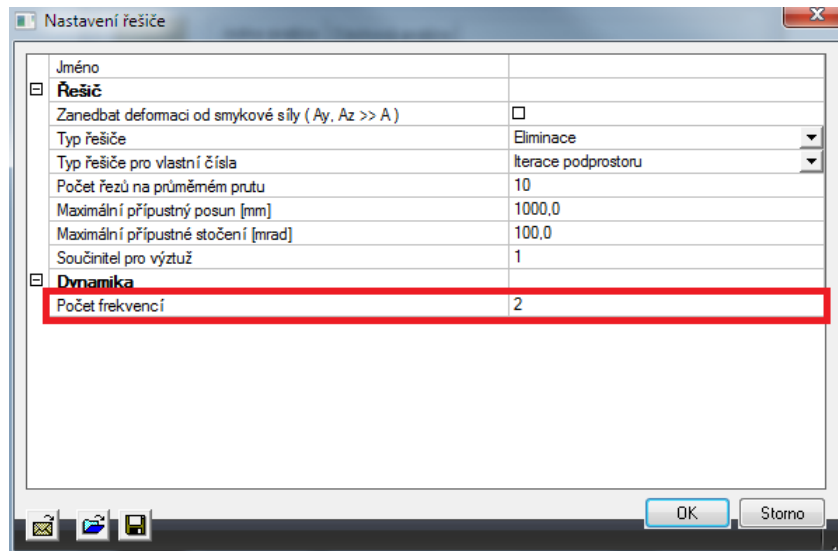 Nastavení řešiče
Jméno
Řešič
Zanedbat deformaci od smykové síly ( Ay, Az >> A )
Typ řešiče Eliminace
Typ řešiče pro vlastní čísla Iterace podprostoru
Počet řezů na průměrném prutu 10
Maximální přípustný posun [mm] 1000,0
Maximální přípustné stočení [mrad] 100,0
Součinitel pro výztuž 1
Dynamika
Počet frekvencí 2
OK Storno